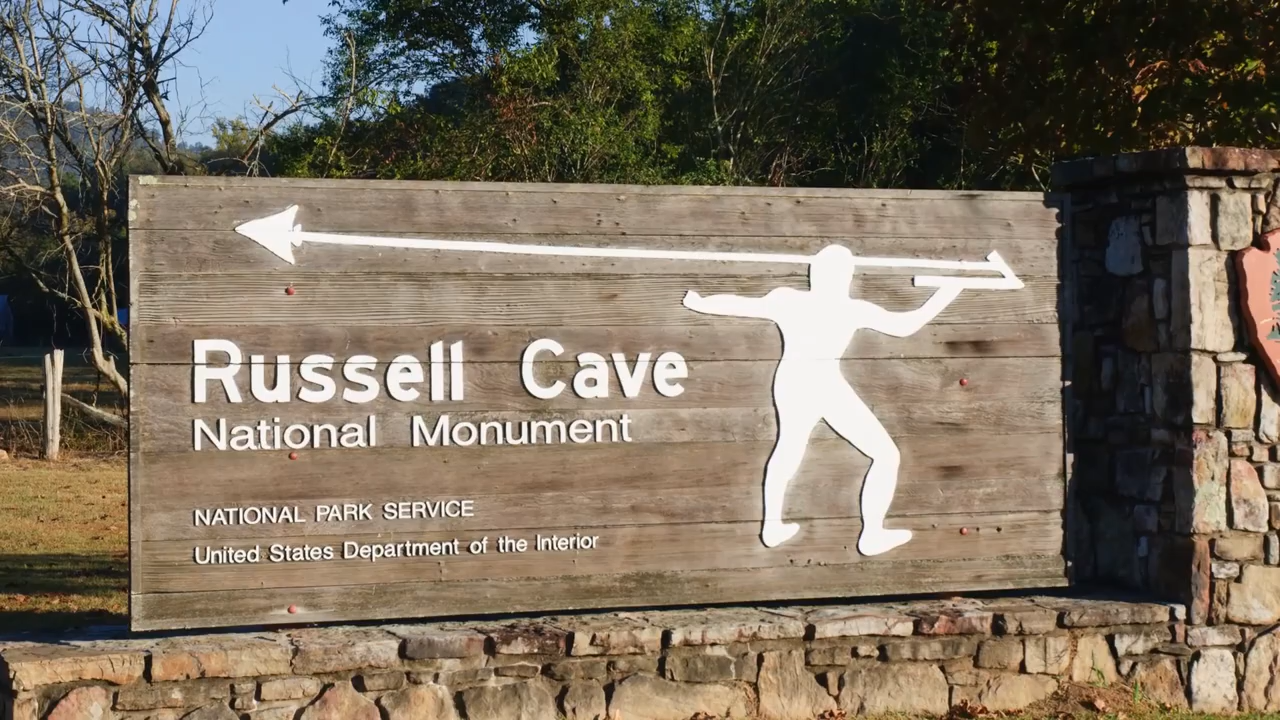 Russell Cave
National Monument
NATIONAL PARK SERVICE
United States Department of the Interior